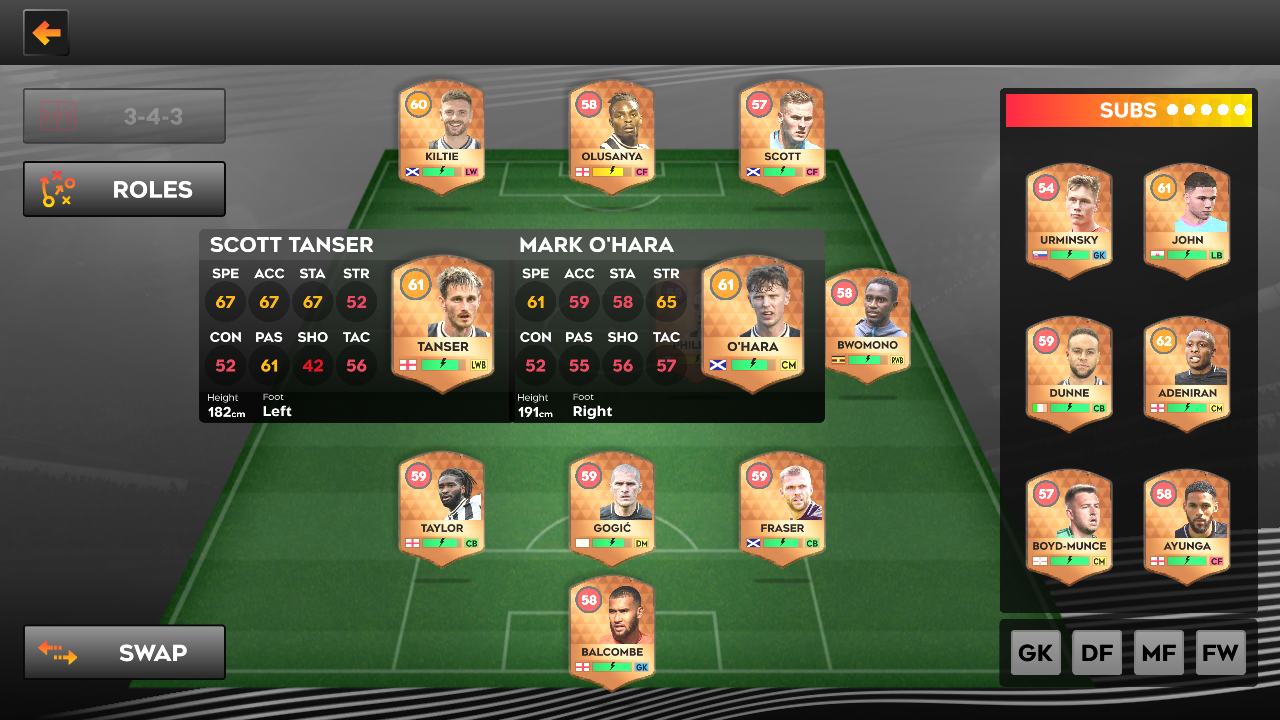 3-4-3
ROLES
60
KILTIE
LW
58
OLUSANYA
CF
57
SCOTT
CF
SCOTT TANSER
SPE ACC STA STR
67 67 67 52
CON PAS SHO TAC
52 61 42 56
Height Foot
182cm Left
61
TANSER
LWB
MARK O'HARA
SPE ACC STA STR
61 59 58 65
CON PAS SHO TAC
52 55 56 57
Height Foot
191cm Right
61
O'HARA
CM
58
BWOMONO
RWB
59
TAYLOR
CB
59
GOGIĆ
DM
59
FRASER
CB
58
BALCOMBE
GK
SWAP
SUBS
54
URMINSKY
GK
61
JOHN
LB
59
DUNNE
CB
62
ADENIRAN
CM
57
BOYD-MUNCE
CM
58
AYUNGA
CF
GK DF MF FW